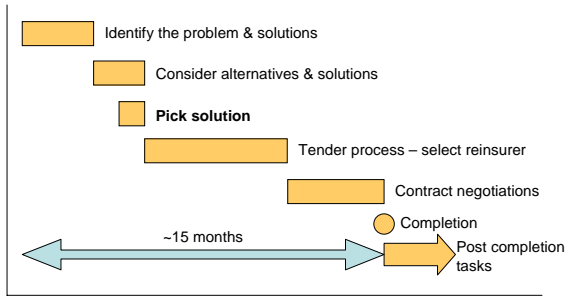 Identify the problem & solutions
Consider alternatives & solutions
Pick solution
Tender process – select reinsurer
Contract negotiations
Completion
~15 months
Post completion
tasks